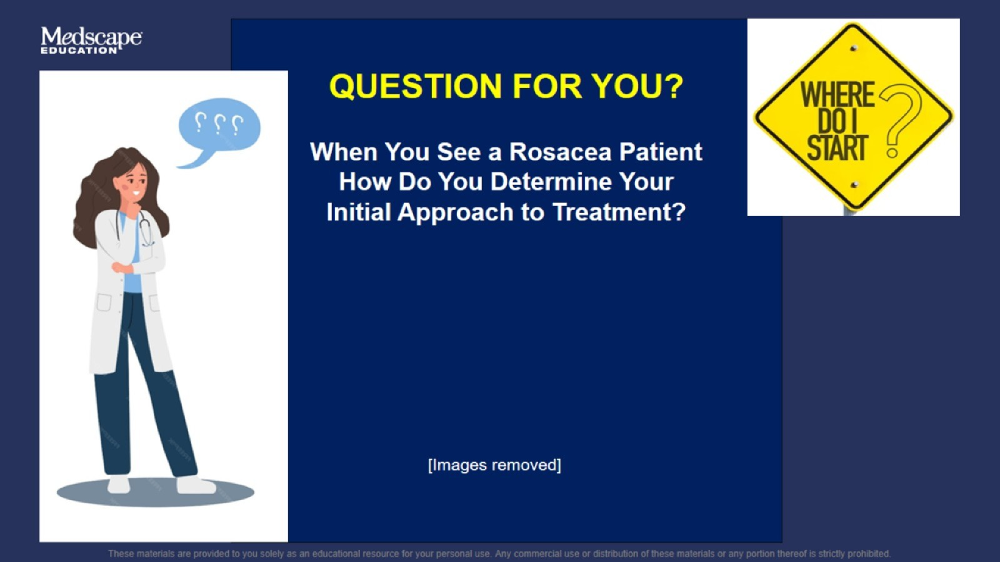 Medscape
EDUCATION
QUESTION FOR YOU?
When You See a Rosacea Patient
How Do You Determine Your
Initial Approach to Treatment?
WHERE
DO I
START ?
[Images removed]
These materials are provided to you solely as an educational resource for your personal use. Any commercial use or distribution of these materials or any portion thereof is strictly prohibited.